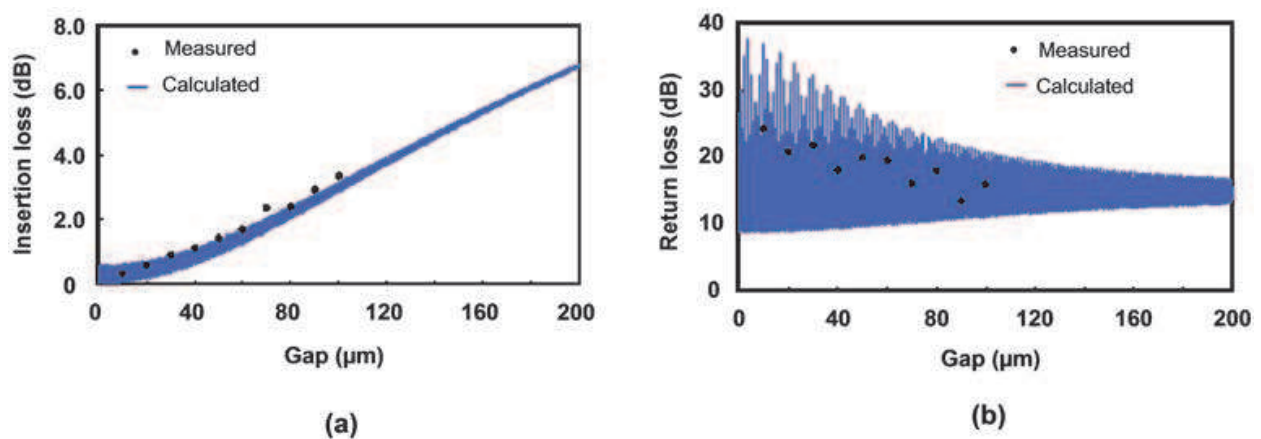 8.0
6.0
4.0
2.0
0
Insertion loss (dB)
Measured
Calculated
0 40 80 120 160 200
Gap (µm)
(a)
40
30
20
10
0
Return loss (dB)
Measured
Calculated
0 40 80 120 160 200
Gap (µm)
(b)